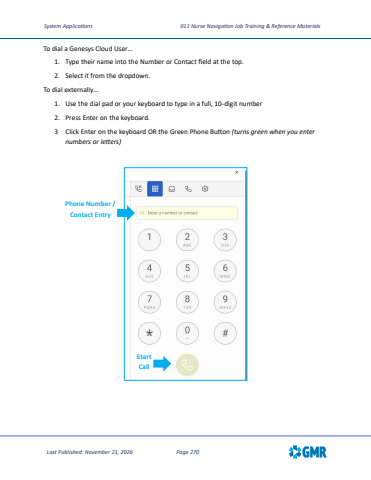 System Applications
911 Nurse Navigation Job Training & Reference Materials
To dial a Genesys Cloud User…
1. Type their name into the Number or Contact field at the top.
2. Select it from the dropdown.
To dial externally…
1. Use the dial pad or your keyboard to type in a full, 10-digit number
2. Press Enter on the keyboard.
3 Click Enter on the keyboard OR the Green Phone Button (turns green when you enter
numbers or letters)
×
Phone Number /
Contact Entry
Enter a number or contact
1
2
ABC
3
DEF
4
GHI
5
JKL
6
MNO
7
PQRS
8
TUV
9
WXYZ
*
0
+
#
Start
Call
Last Published: November 21, 2026
Page 270
GMR